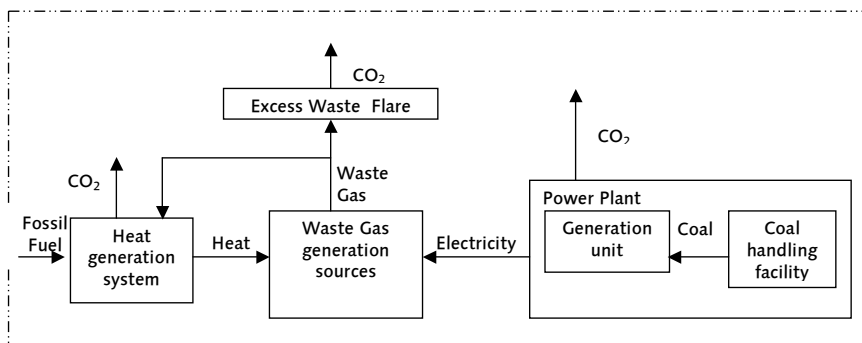 CO₂
Excess Waste Flare
CO₂
CO₂
Waste
Gas
Fossil
Fuel
Heat
generation
system
Heat
Waste Gas
generation
sources
Electricity
Power Plant
Generation
unit
Coal
Coal
handling
facility